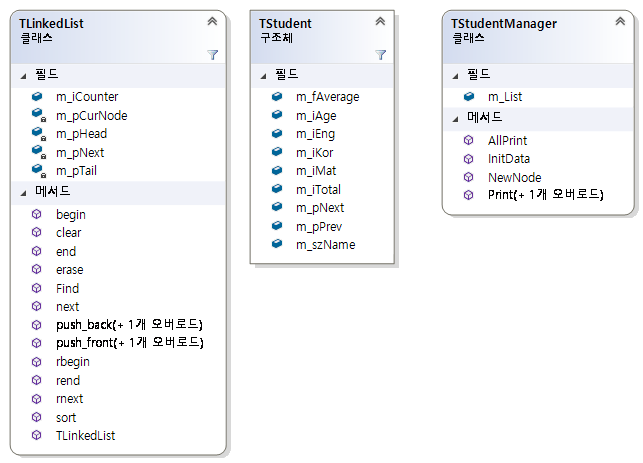 TLinkedList
클래스
필드
m_iCounter
m_pCurNode
m_pHead
m_pNext
m_pTail
메서드
begin
clear
end
erase
Find
next
push_back(+ 1개 오버로드)
push_front(+ 1개 오버로드)
rbegin
rend
rnext
sort
TLinkedList
TStudent
구조체
필드
m_fAverage
m_iAge
m_iEng
m_iKor
m_iMat
m_iTotal
m_pNext
m_pPrev
m_szName
TStudentManager
클래스
필드
m_List
메서드
AllPrint
InitData
NewNode
Print(+ 1개 오버로드)